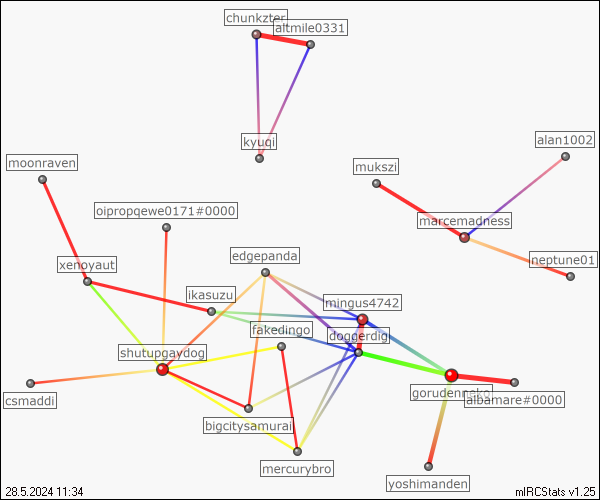 chunkzter
altmile0331
kyuqi
alan1002
moonraven
mukszi
oipropqewe0171#0000
marcemadness
edgepanda
neptune01
xenoyaut
ikasuzu
mingus4742
fakedingo
doggerdigi
shutupgaydog
gorudenneko
albamare#0000
csmaddi
bigcitysamurai
mercurybro
yoshimanden
28.5.2024 11:34
mIRCStats v1.25